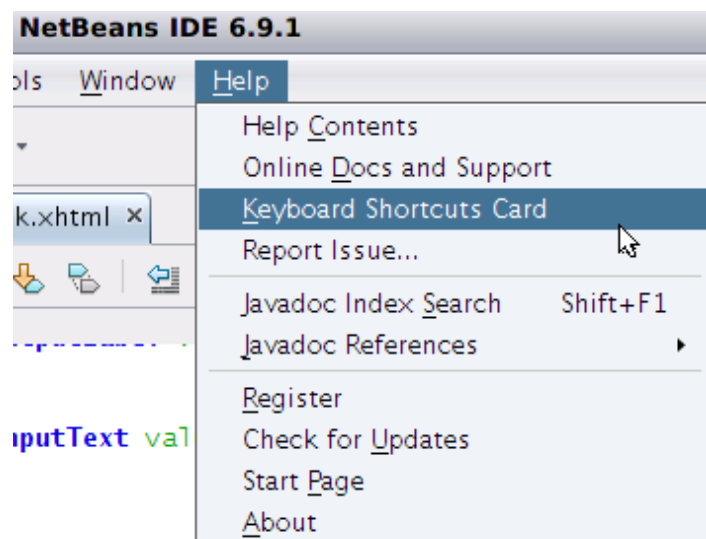 NetBeans IDE 6.9.1
ols Window Help
Help Contents
Online Docs and Support
k.xhtml ×
Keyboard Shortcuts Card
Report Issue...
Javadoc Index Search Shift+F1
Javadoc References
Register
nputText val
Check for Updates
Start Page
About